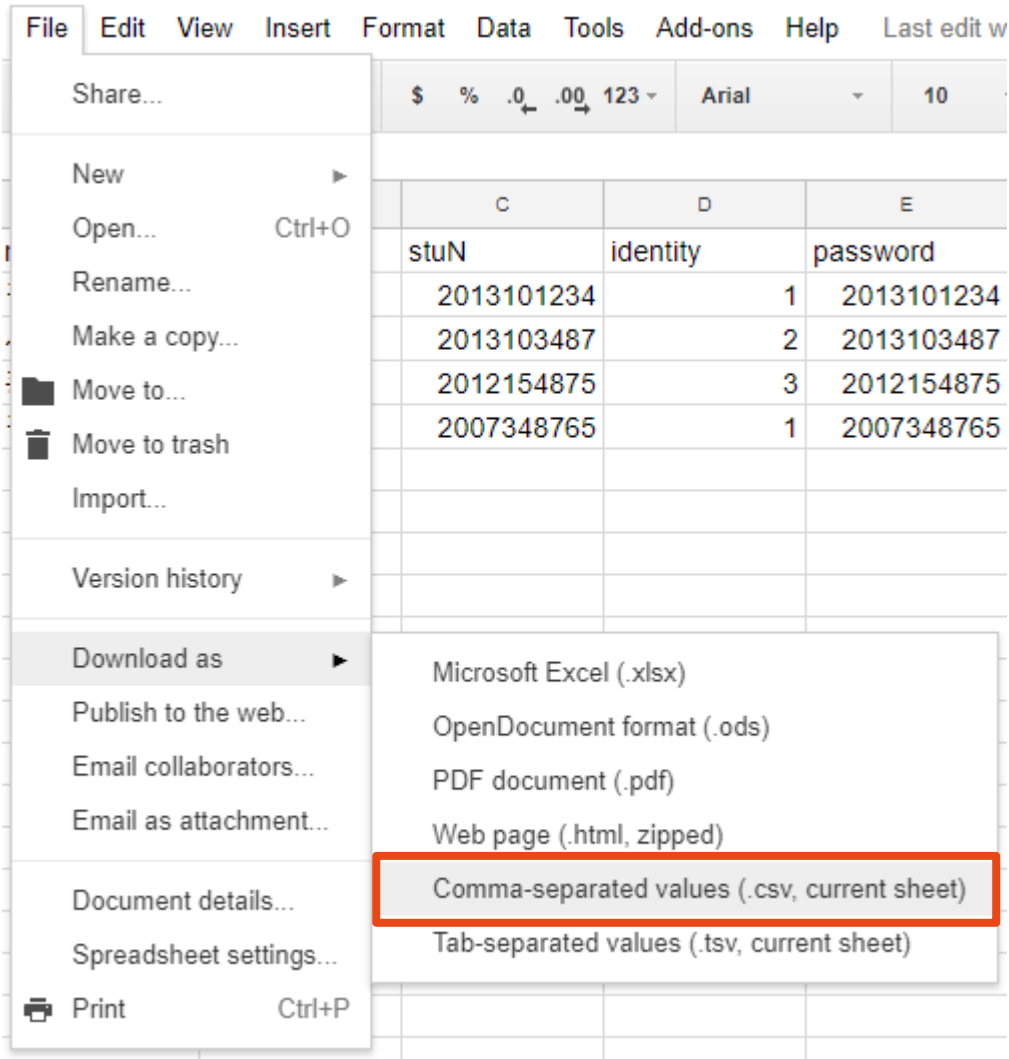 File Edit View Insert Format Data Tools Add-ons Help Last edit w
$ % .0 .00 123 Arial 10
Share...
New
Open... Ctrl+O
Rename...
Make a copy...
Move to...
Move to trash
Import...
Version history
Download as
Publish to the web...
Email collaborators...
Email as attachment...
Document details...
Spreadsheet settings...
Print Ctrl+P
C D E
stuN identity password
2013101234 1 2013101234
2013103487 2 2013103487
2012154875 3 2012154875
2007348765 1 2007348765
Microsoft Excel (.xlsx)
OpenDocument format (.ods)
PDF document (.pdf)
Web page (.html, zipped)
Comma-separated values (.csv, current sheet)
Tab-separated values (.tsv, current sheet)